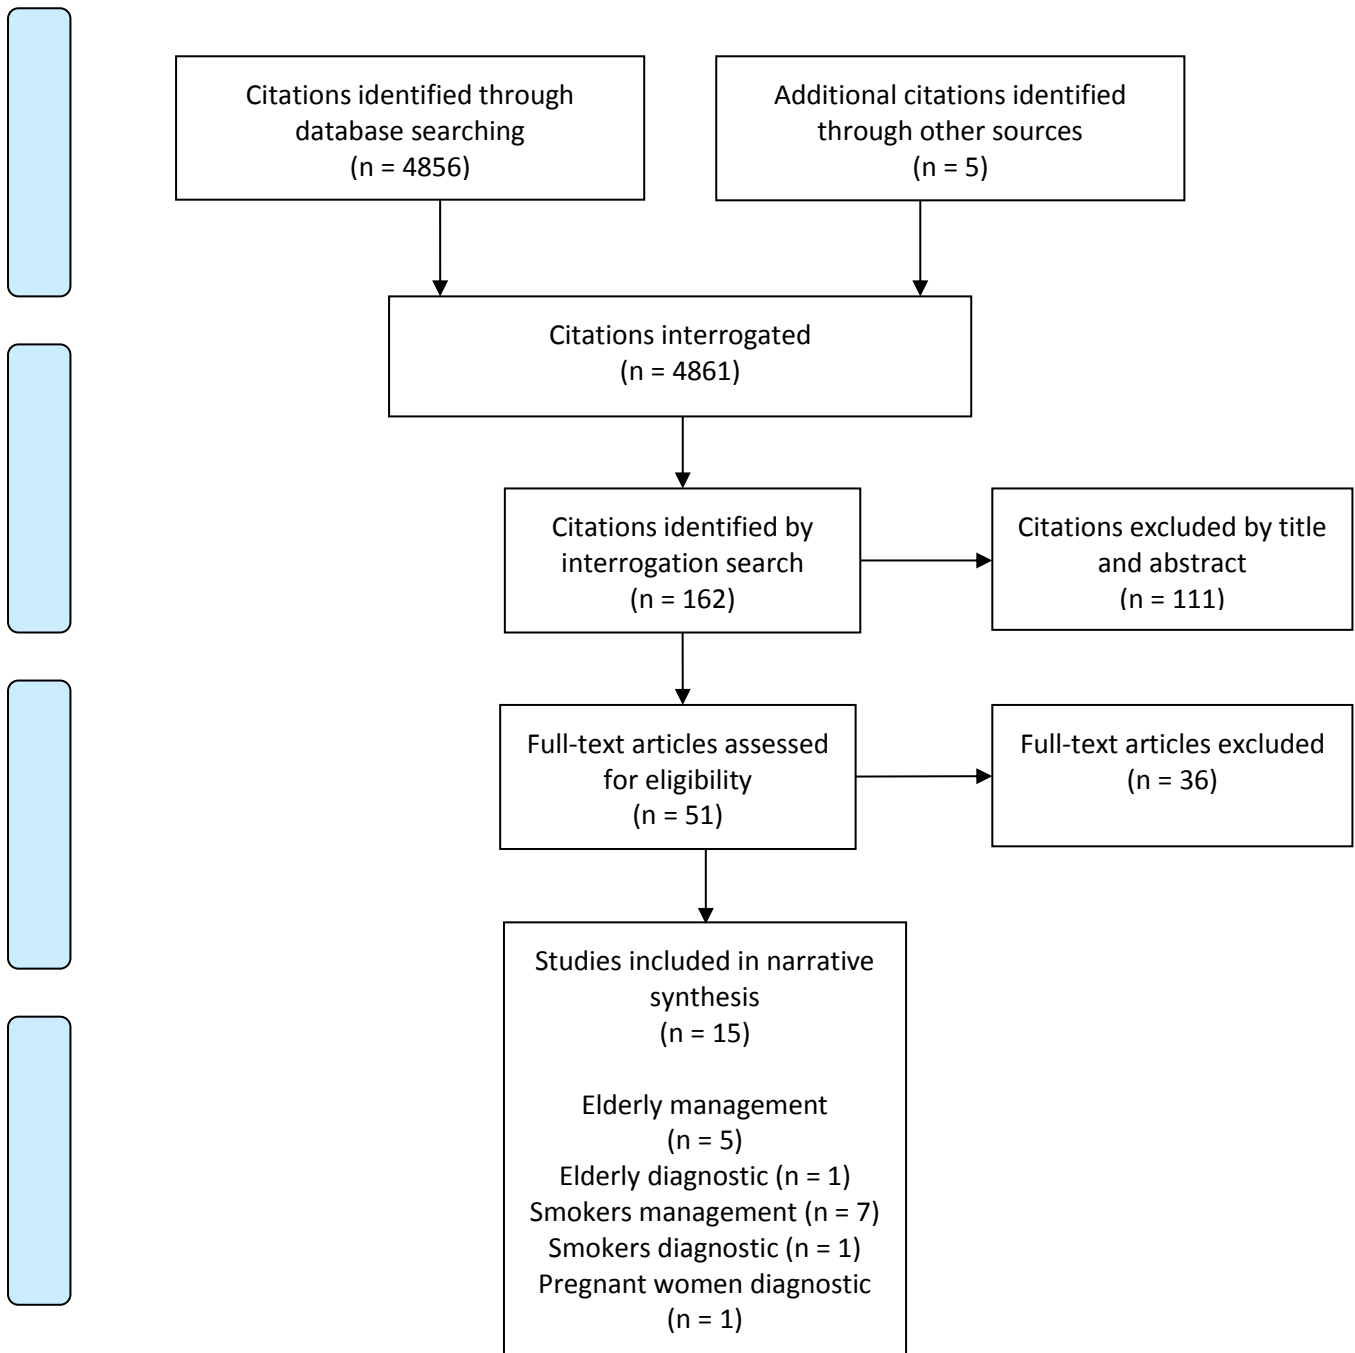 Citations identified through
database searching
(n = 4856)
Additional citations identified
through other sources
(n = 5)
Citations interrogated
(n = 4861)
Citations identified by
interrogation search
(n = 162)
Citations excluded by title
and abstract
(n = 111)
Full-text articles assessed
for eligibility
(n = 51)
Full-text articles excluded
(n = 36)
Studies included in narrative
synthesis
(n = 15)
Elderly management
(n = 5)
Elderly diagnostic (n = 1)
Smokers management (n = 7)
Smokers diagnostic (n = 1)
Pregnant women diagnostic
(n = 1)